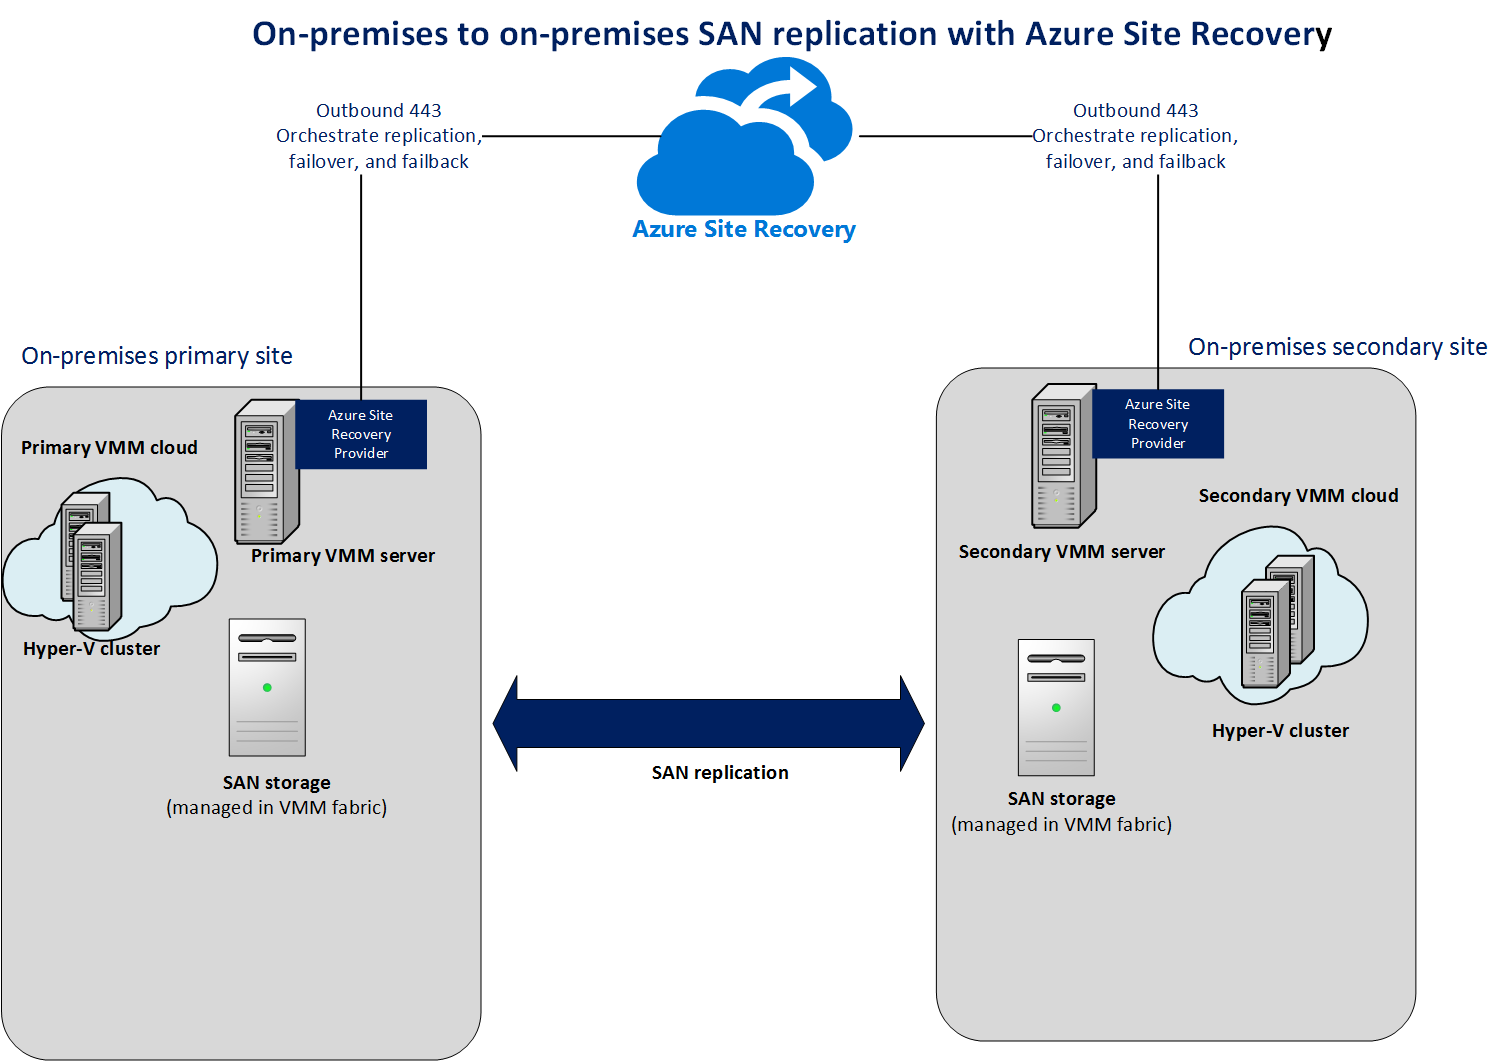 On-premises to on-premises SAN replication with Azure Site Recovery
Outbound 443
Orchestrate replication,
failover, and failback
Azure Site Recovery
Outbound 443
Orchestrate replication,
failover, and failback
On-premises primary site
Azure Site
Recovery
Provider
Primary VMM cloud
Primary VMM server
Hyper-V cluster
SAN storage
(managed in VMM fabric)
SAN replication
On-premises secondary site
Azure Site
Recovery
Provider
Secondary VMM cloud
Secondary VMM server
Hyper-V cluster
SAN storage
(managed in VMM fabric)